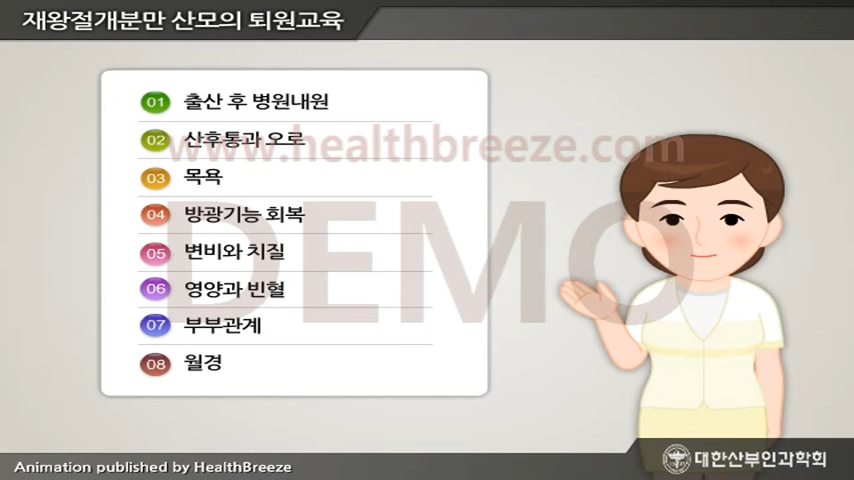 재왕절개분만 산모의 퇴원교육
01 출산 후 병원내원
02 산후통과 오로
www.healthbreeze.com
03 목욕
04 방광기능 회복
05 변비와 치질
DEMO
06 영양과 빈혈
07 부부관계
08 월경
Animation published by HealthBreeze
대한산부인과학회